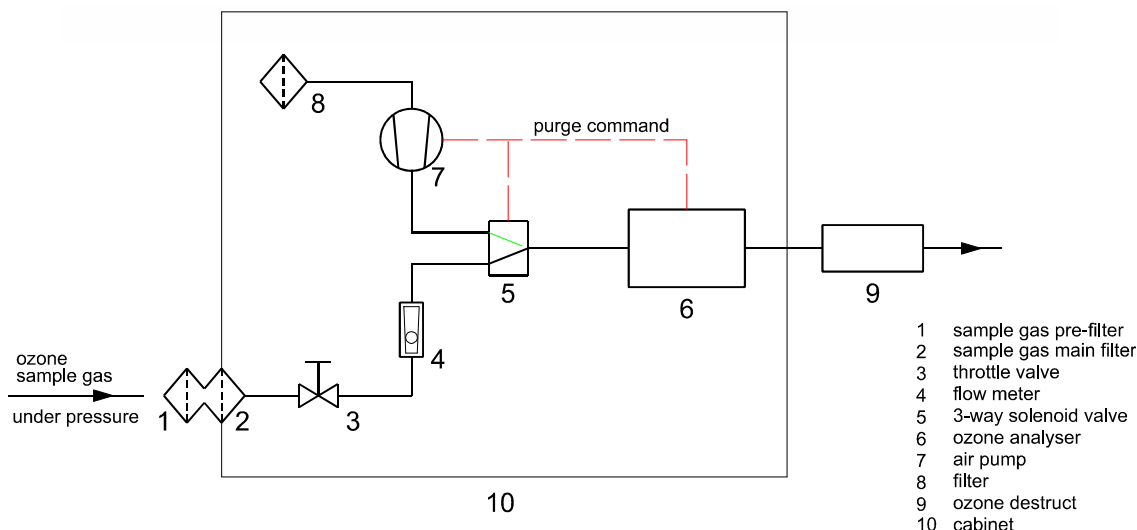 8
purge command
7
5
6
9
4
ozone
sample gas
under pressure
1
2
3
10
1 sample gas pre-filter
2 sample gas main filter
3 throttle valve
4 flow meter
5 3-way solenoid valve
6 ozone analyser
7 air pump
8 filter
9 ozone destruct
10 cabinet